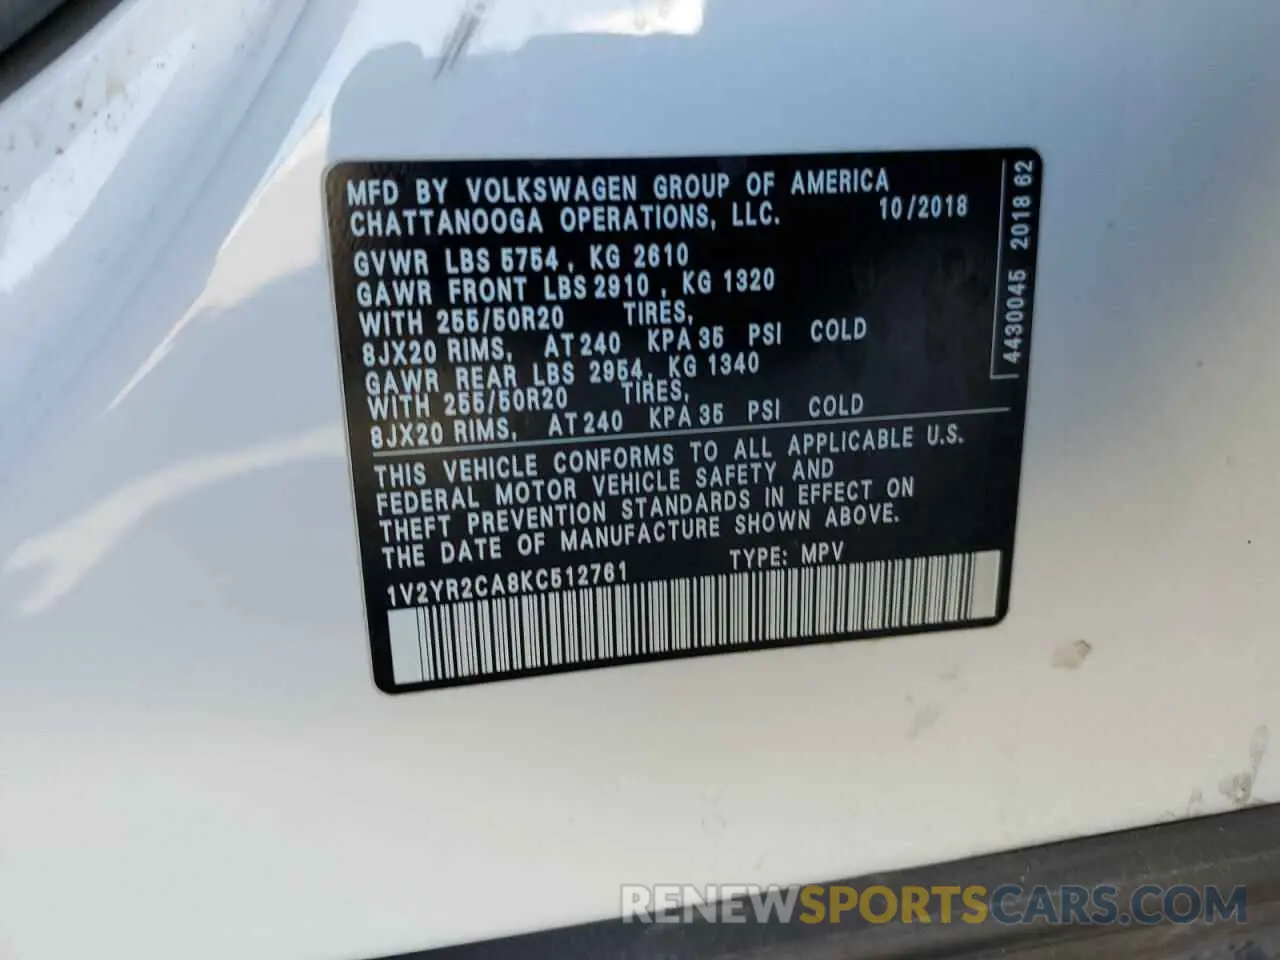 MFD BY VOLKSWAGEN GROUP OF AMERICA
CHATTANOOGA OPERATIONS, LLC. 10/2018
GVWR LBS 5754, KG 2610
GAWR FRONT LBS 2910 , KG 1320
WITH 255/50R20 TIRES,
8JX20 RIMS, AT 240 KPA 35 PSI COLD
GAWR REAR LBS 2954, KG 1340
WITH 255/50R20 TIRES,
8JX20 RIMS, AT 240 KPA 35 PSI COLD
THIS VEHICLE CONFORMS TO ALL APPLICABLE U.S.
FEDERAL MOTOR VEHICLE SAFETY AND
THEFT PREVENTION STANDARDS IN EFFECT ON
THE DATE OF MANUFACTURE SHOWN ABOVE.
1V2YR2CA8KC512761 TYPE: MPV
4430045 2018 62
RENEWSPORTSCARS.COM